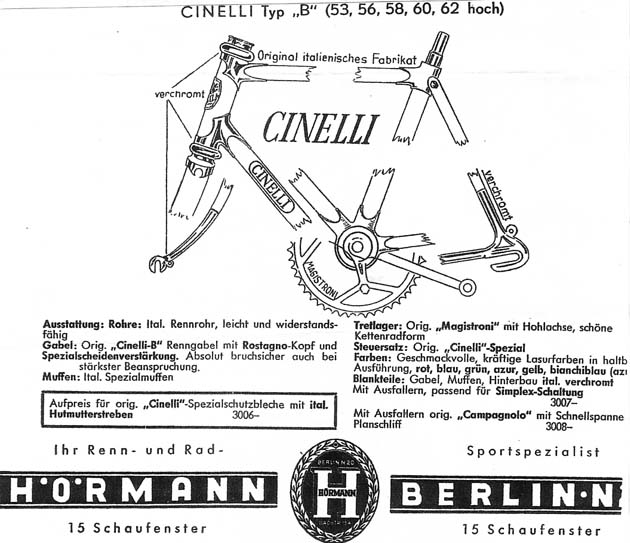 CINELLI Typ „B" (53, 56, 58, 60, 62 hoch)
Original italienisches Fabrikat
verchromt
CINELLI
CINELLI
verchromt
MAGISTRONI
Ausstattung: Rohre: Ital. Rennrohr, leicht und widerstands-
fähig
Gabel: Orig. „Cinelli-B" Renngabel mit Rostagno-Kopf und
Spezialscheidenverstärkung. Absolut bruchsicher auch bei
stärkster Beanspruchung.
Muffen: Ital. Spezialmuffen
Aufpreis für orig. „Cinelli"-Spezialschutzbleche mit ital.
Hutmutterstreben 3006–
Tretlager: Orig. „Magistroni" mit Hohlachse, schöne
Kettenradform
Steuersatz: Orig. „Cinelli"-Spezial
Farben: Geschmackvolle, kräftige Lasurfarben in haltb
Ausführung, rot, blau, grün, azur, gelb, bianchiblau (azu
Blankteile: Gabel, Muffen, Hinterbau ital. verchromt
Mit Ausfallern, passend für Simplex-Schaltung
3007–
Mit Ausfallern orig. „Campagnolo" mit Schnellspanne
Planschliff 3008–
Ihr Renn- und Rad-
Sportspezialist
HÖRMANN
BERLIN N 20
HÖRMANN
H
BERLIN·N
15 Schaufenster
15 Schaufenster